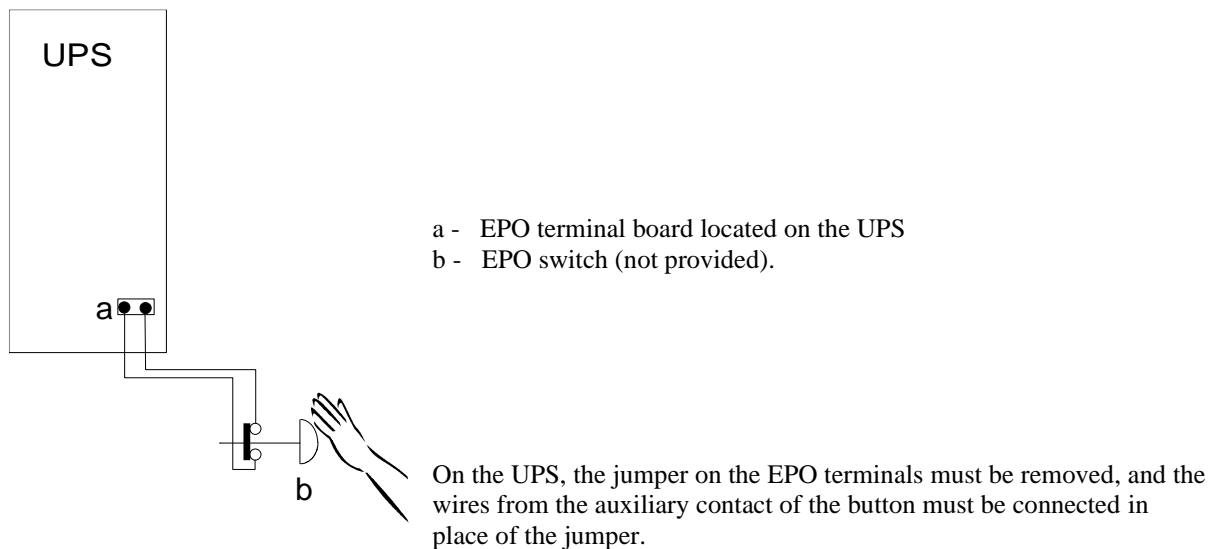 UPS
a - EPO terminal board located on the UPS
b - EPO switch (not provided).
a
b
On the UPS, the jumper on the EPO terminals must be removed, and the
wires from the auxiliary contact of the button must be connected in
place of the jumper.